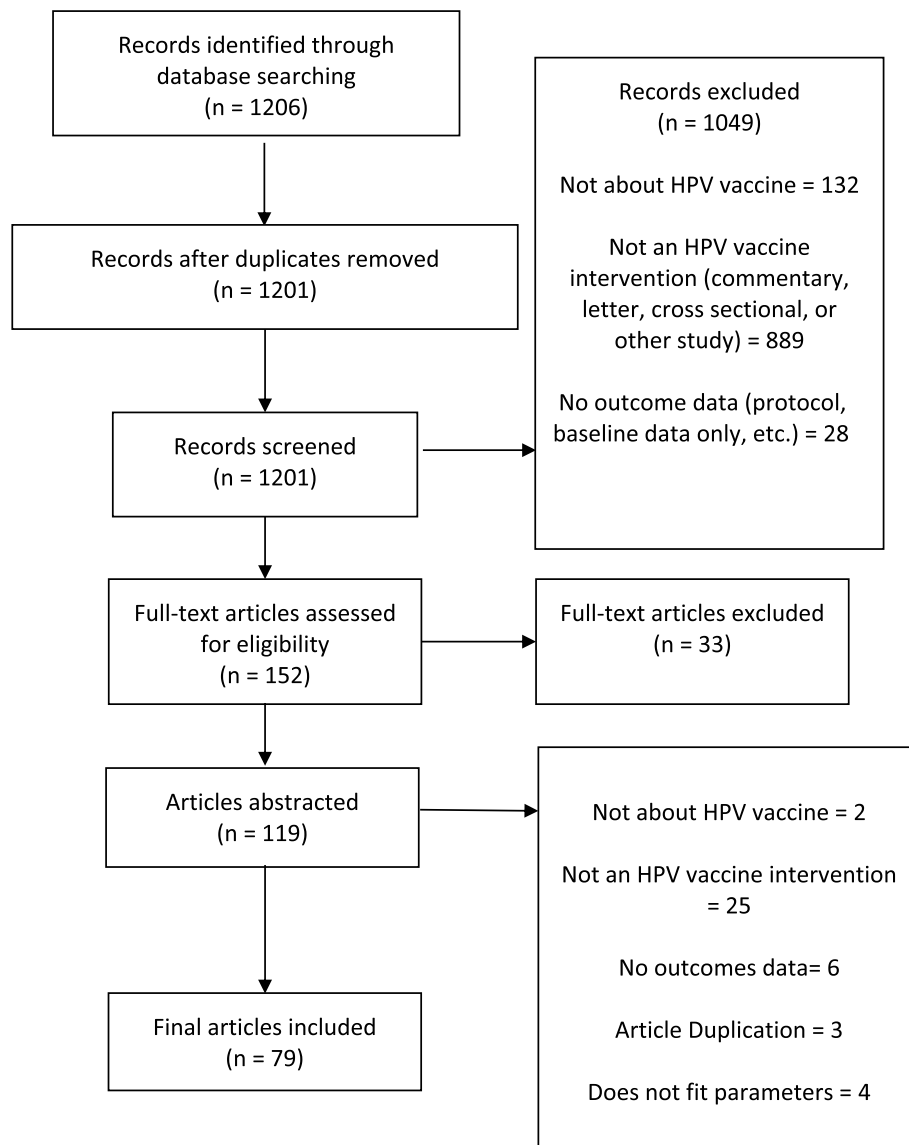 Records identified through
database searching
(n = 1206)
Records after duplicates removed
(n = 1201)
Records screened
(n = 1201)
Records excluded
(n = 1049)
Not about HPV vaccine = 132
Not an HPV vaccine
intervention (commentary,
letter, cross sectional, or
other study) = 889
No outcome data (protocol,
baseline data only, etc.) = 28
Full-text articles assessed
for eligibility
(n = 152)
Full-text articles excluded
(n = 33)
Articles abstracted
(n = 119)
Not about HPV vaccine = 2
Not an HPV vaccine intervention
= 25
No outcomes data= 6
Article Duplication = 3
Does not fit parameters = 4
Final articles included
(n = 79)